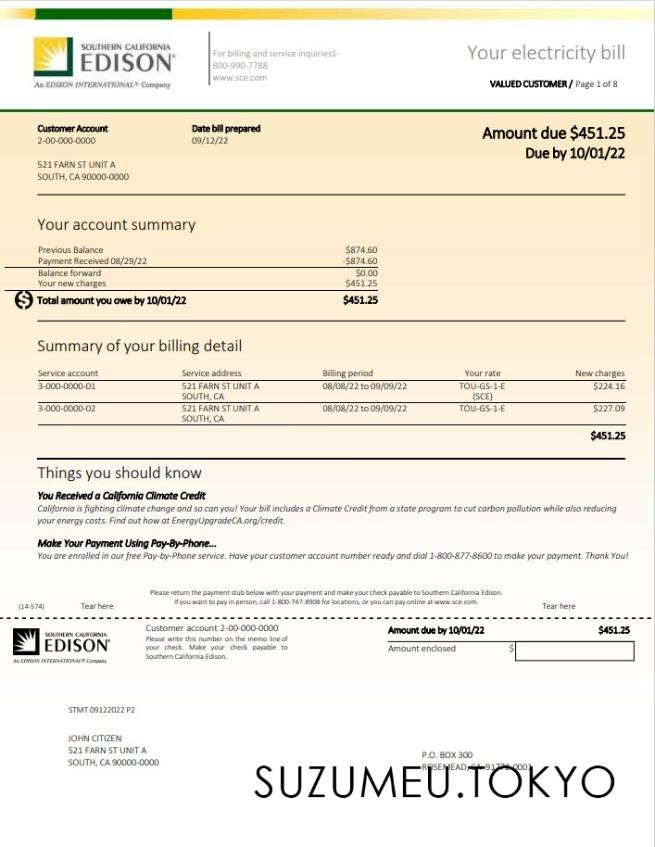 SOUTHERN CALIFORNIA
EDISON
An EDISON INTERNATIONAL® Company
For billing and service inquiries1-
800-990-7788
www.sce.com
Your electricity bill
VALUED CUSTOMER / Page 1 of 8
Customer Account
2-00-000-0000
Date bill prepared
09/12/22
Amount due $451.25
Due by 10/01/22
521 FARN ST UNIT A
SOUTH, CA 90000-0000
Your account summary
Previous Balance $874.60
Payment Received 08/29/22 -$874.60
Balance forward $0.00
Your new charges $451.25
Total amount you owe by 10/01/22 $451.25
Summary of your billing detail
Service account Service address Billing period Your rate New charges
3-000-0000-01 521 FARN ST UNIT A 08/08/22 to 09/09/22 TOU-GS-1-E $224.16
SOUTH, CA (SCE)
3-000-0000-02 521 FARN ST UNIT A 08/08/22 to 09/09/22 TOU-GS-1-E $227.09
SOUTH, CA
$451.25
Things you should know
You Received a California Climate Credit
California is fighting climate change and so can you! Your bill includes a Climate Credit from a state program to cut carbon pollution while also reducing
your energy costs. Find out how at EnergyUpgradeCA.org/credit.
Make Your Payment Using Pay-by-Phone...
You are enrolled in our free Pay-by-Phone service. Have your customer account number ready and dial 1-800-877-8600 to make your payment. Thank You!
Please return the payment stub below with your payment and make your check payable to Southern California Edison.
If you want to pay in person, call 1-800-747-8908 for locations, or you can pay online at www.sce.com.
(14-574) Tear here Tear here
SOUTHERN CALIFORNIA
EDISON
An EDISON INTERNATIONAL® Company
Customer account 2-00-000-0000
Please write this number on the memo line of
your check. Make your check payable to
Southern California Edison.
Amount due by 10/01/22 $451.25
Amount enclosed $
STMT 09122022 P2
JOHN CITIZEN
521 FARN ST UNIT A
SOUTH, CA 90000-0000
P.O. BOX 300
ROSEMEAD, CA 91772-0001
SUZUMEU.TOKYO